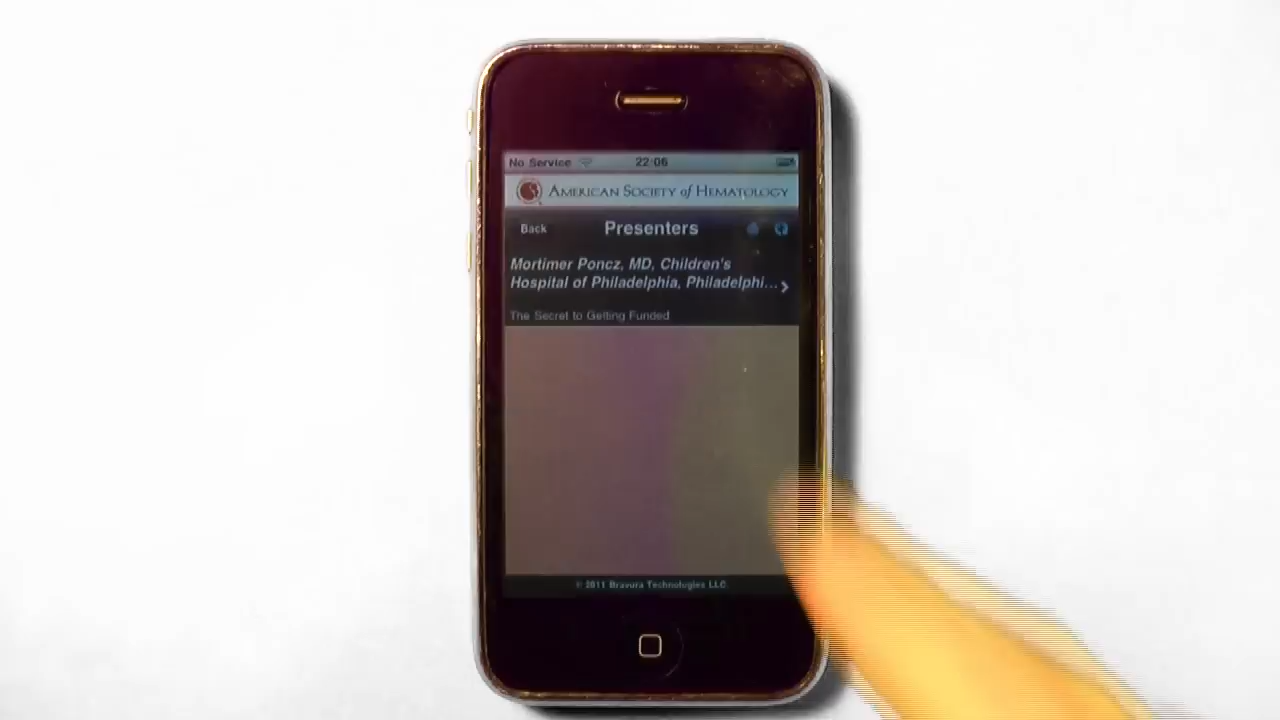 No Service 22:06
AMERICAN SOCIETY of HEMATOLOGY
Back Presenters
Mortimer Poncz, MD, Children's
Hospital of Philadelphia, Philadelphi...
The Secret to Getting Funded
© 2011 Bravura Technologies LLC